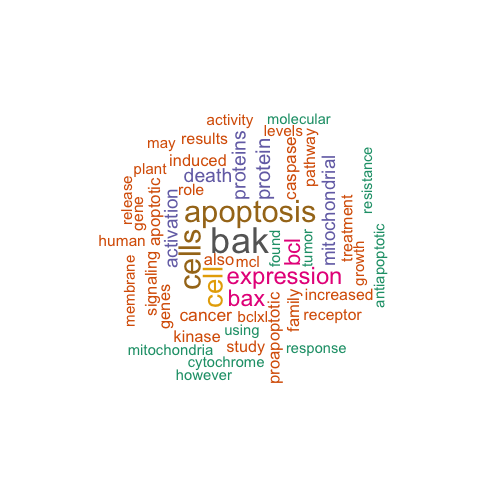 activity
molecular
may
results
levels
plant
induced
proteins
protein
caspases
pathway
death
role
mitochondrial
resistance
release
gene
apoptotic
activation
apoptosis
bak
human
cells
also
mcl
found
bcl
tumor
treatment
growth
antiapoptotic
membrane
signaling
genes
cell
expression
bax
increased
cancer
bclxl
proapoptotic
family
receptor
using
kinase
study
response
mitochondria
cytochrome
however